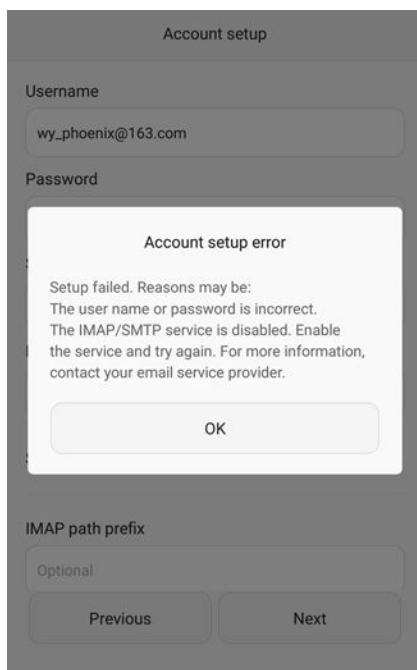 Account setup
Username
wy_phoenix@163.com
Password
Account setup error
Setup failed. Reasons may be:
The user name or password is incorrect.
The IMAP/SMTP service is disabled. Enable
the service and try again. For more information,
contact your email service provider.
OK
IMAP path prefix
Optional
Previous
Next